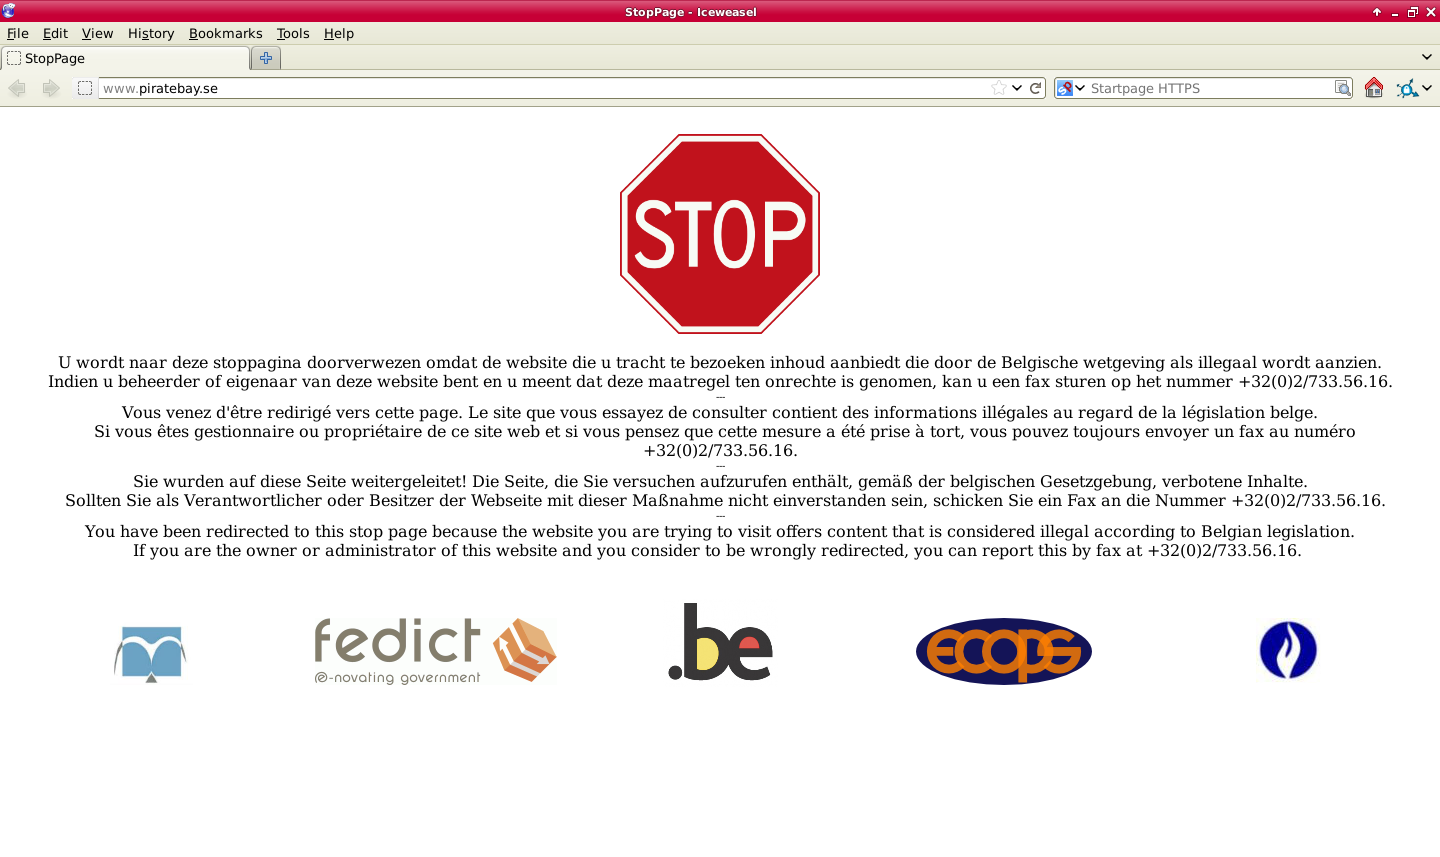 StopPage - Iceweasel
File Edit View History Bookmarks Tools Help
StopPage
www.piratebay.se
Startpage HTTPS
STOP
U wordt naar deze stoppagina doorverwezen omdat de website die u tracht te bezoeken inhoud aanbiedt die door de Belgische wetgeving als illegaal wordt aanzien.
Indien u beheerder of eigenaar van deze website bent en u meent dat deze maatregel ten onrechte is genomen, kan u een fax sturen op het nummer +32(0)2/733.56.16.
---
Vous venez d'être redirigé vers cette page. Le site que vous essayez de consulter contient des informations illégales au regard de la législation belge.
Si vous êtes gestionnaire ou propriétaire de ce site web et si vous pensez que cette mesure a été prise à tort, vous pouvez toujours envoyer un fax au numéro
+32(0)2/733.56.16.
---
Sie wurden auf diese Seite weitergeleitet! Die Seite, die Sie versuchen aufzurufen enthält, gemäß der belgischen Gesetzgebung, verbotene Inhalte.
Sollten Sie als Verantwortlicher oder Besitzer der Webseite mit dieser Maßnahme nicht einverstanden sein, schicken Sie ein Fax an die Nummer +32(0)2/733.56.16.
---
You have been redirected to this stop page because the website you are trying to visit offers content that is considered illegal according to Belgian legislation.
If you are the owner or administrator of this website and you consider to be wrongly redirected, you can report this by fax at +32(0)2/733.56.16.
fedict
@-novating government
.be
ecops